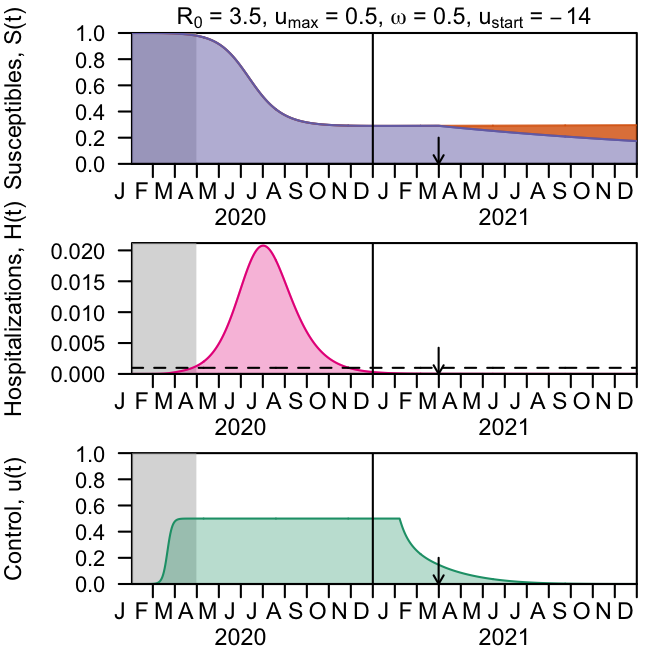 R₀ = 3.5, uₘₐₓ = 0.5, ω = 0.5, uₛₜₐᵣₜ = − 14
Susceptibles, S(t)
1.0
0.8
0.6
0.4
0.2
0.0
J F M A M J J A S O N D J F M A M J J A S O N D
2020 2021
Hospitalizations, H(t)
0.020
0.015
0.010
0.005
0.000
J F M A M J J A S O N D J F M A M J J A S O N D
2020 2021
Control, u(t)
1.0
0.8
0.6
0.4
0.2
0.0
J F M A M J J A S O N D J F M A M J J A S O N D
2020 2021